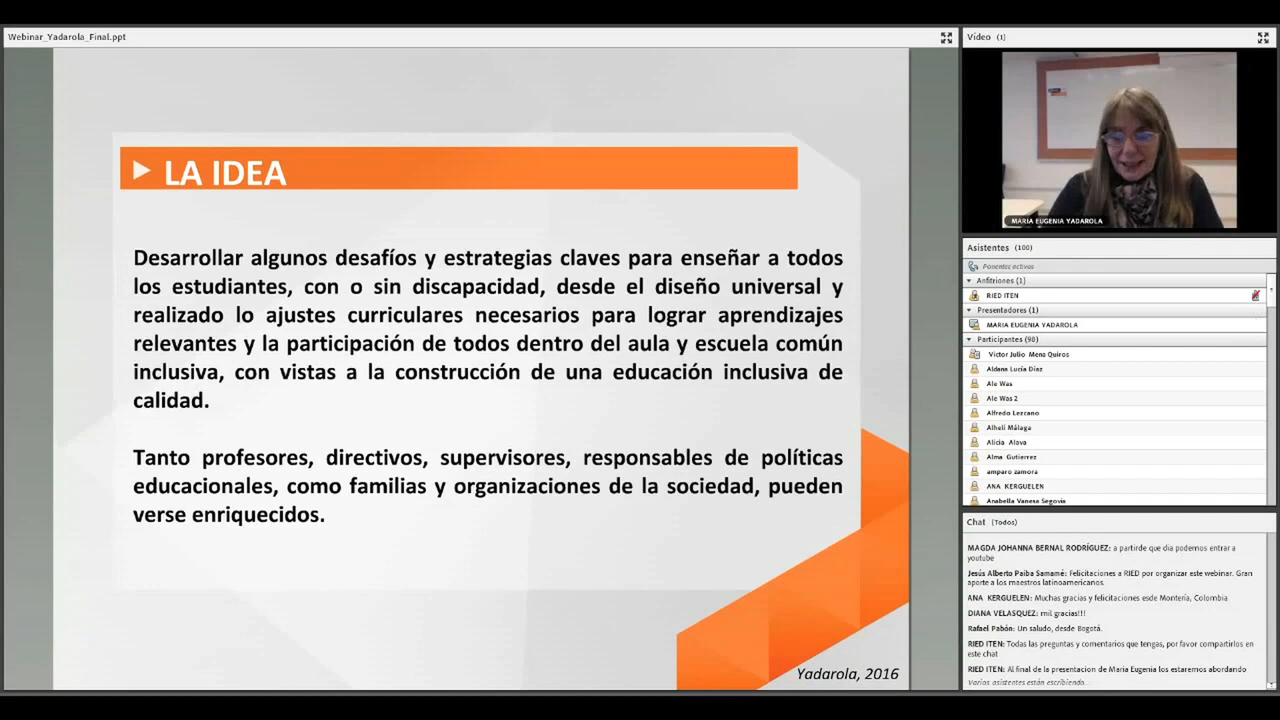 Webinar_Yadarola_Final.ppt
LA IDEA
Desarrollar algunos desafíos y estrategias claves para enseñar a todos
los estudiantes, con o sin discapacidad, desde el diseño universal y
realizado lo ajustes curriculares necesarios para lograr aprendizajes
relevantes y la participación de todos dentro del aula y escuela común
inclusiva, con vistas a la construcción de una educación inclusiva de
calidad.
Tanto profesores, directivos, supervisores, responsables de políticas
educacionales, como familias y organizaciones de la sociedad, pueden
verse enriquecidos.
Yadarola, 2016
Vídeo (1)
MARIA EUGENIA YADAROLA
Asistentes (100)
Ponentes activos
Anfitriones (1)
RIED ITEN
Presentadores (1)
MARIA EUGENIA YADAROLA
Participantes (98)
Victor Julio Mena Quiros
Aldana Lucía Díaz
Ale Was
Ale Was 2
Alfredo Lezcano
Alhelí Málaga
Alicia Alava
Alma Gutierrez
amparo zamora
ANA KERGUELEN
Anabella Vanesa Segovia
Chat (Todos)
MAGDA JOHANNA BERNAL RODRÍGUEZ: a partirde que dia podemos entrar a
youtube
Jesús Alberto Paiba Samamé: Felicitaciones a RIED por organizar este webinar. Gran
aporte a los maestros latinoamericanos.
ANA KERGUELEN: Muchas gracias y felicitaciones esde Montería, Colombia
DIANA VELASQUEZ: mil gracias!!!
Rafael Pabón: Un saludo, desde Bogotá.
RIED ITEN: Todas las preguntas y comentarios que tengas, por favor compartirlos en
este chat
RIED ITEN: Al final de la presentacion de Maria Eugenia los estaremos abordando
Varios asistentes están escribiendo...